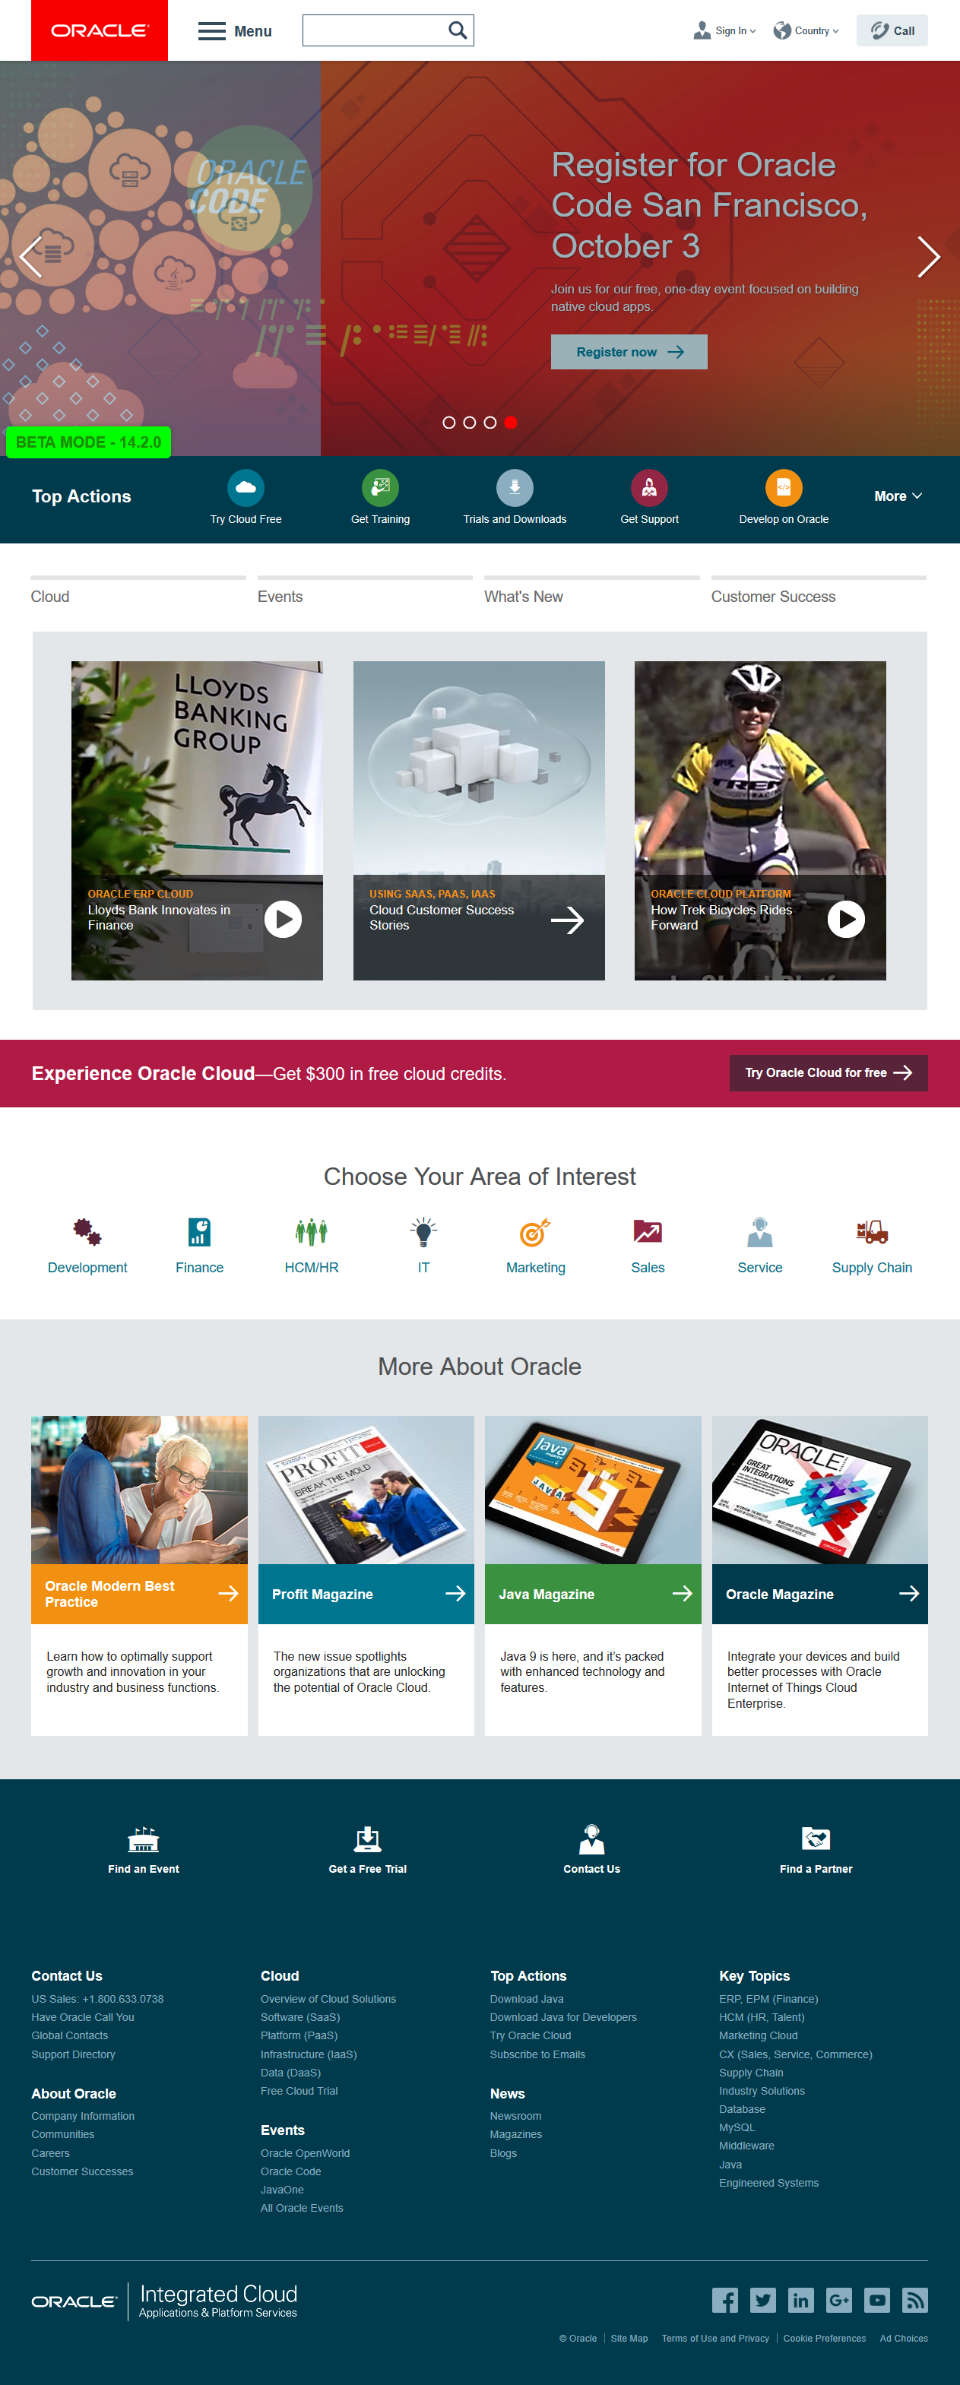 ORACLE
Menu
Sign In
Country
Call
ORACLE
CODE
Register for Oracle
Code San Francisco,
October 3
Join us for our free, one-day event focused on building
native cloud apps.
Register now
BETA MODE - 14.2.0
Top Actions
Try Cloud Free
Get Training
Trials and Downloads
Get Support
Develop on Oracle
More
Cloud
Events
What's New
Customer Success
LLOYDS
BANKING
GROUP
ORACLE ERP CLOUD
Lloyds Bank Innovates in
Finance
USING SAAS, PAAS, IAAS
Cloud Customer Success
Stories
TREK
ORACLE CLOUD PLATFORM
How Trek Bicycles Rides
Forward
Experience Oracle Cloud—Get $300 in free cloud credits.
Try Oracle Cloud for free
Choose Your Area of Interest
Development
Finance
HCM/HR
IT
Marketing
Sales
Service
Supply Chain
More About Oracle
PROFIT
BREAK THE MOLD
Java
magazine
JAVA
9
ORACLE
GREAT
INTEGRATIONS
Oracle Modern Best
Practice
Profit Magazine
Java Magazine
Oracle Magazine
Learn how to optimally support
growth and innovation in your
industry and business functions.
The new issue spotlights
organizations that are unlocking
the potential of Oracle Cloud.
Java 9 is here, and it's packed
with enhanced technology and
features.
Integrate your devices and build
better processes with Oracle
Internet of Things Cloud
Enterprise.
Find an Event
Get a Free Trial
Contact Us
Find a Partner
Contact Us
US Sales: +1.800.633.0738
Have Oracle Call You
Global Contacts
Support Directory
About Oracle
Company Information
Communities
Careers
Customer Successes
Cloud
Overview of Cloud Solutions
Software (SaaS)
Platform (PaaS)
Infrastructure (IaaS)
Data (DaaS)
Free Cloud Trial
Events
Oracle OpenWorld
Oracle Code
JavaOne
All Oracle Events
Top Actions
Download Java
Download Java for Developers
Try Oracle Cloud
Subscribe to Emails
News
Newsroom
Magazines
Blogs
Key Topics
ERP, EPM (Finance)
HCM (HR, Talent)
Marketing Cloud
CX (Sales, Service, Commerce)
Supply Chain
Industry Solutions
Database
MySQL
Middleware
Java
Engineered Systems
ORACLE
Integrated Cloud
Applications & Platform Services
© Oracle
Site Map
Terms of Use and Privacy
Cookie Preferences
Ad Choices